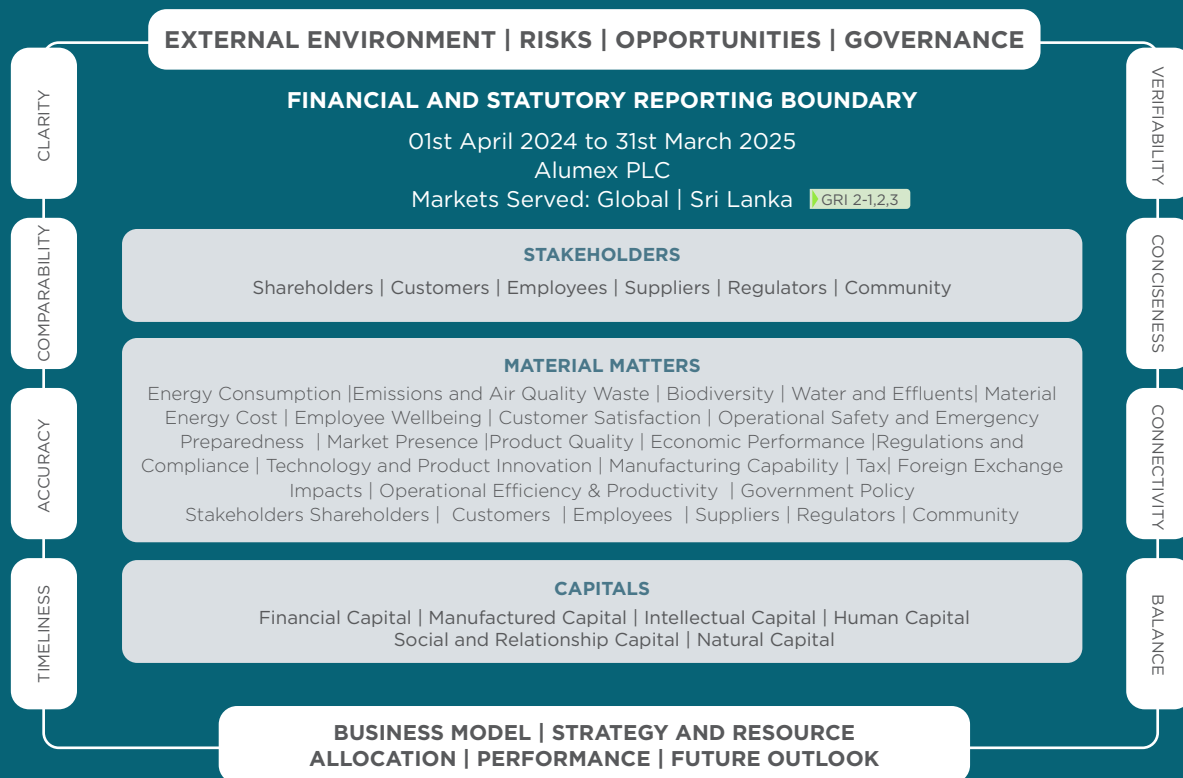 EXTERNAL ENVIRONMENT | RISKS | OPPORTUNITIES | GOVERNANCE
CLARITY
COMPARABILITY
ACCURACY
TIMELINESS
FINANCIAL AND STATUTORY REPORTING BOUNDARY
01st April 2024 to 31st March 2025
Alumex PLC
Markets Served: Global | Sri Lanka GRI 2-1,2,3
STAKEHOLDERS
Shareholders | Customers | Employees | Suppliers | Regulators | Community
MATERIAL MATTERS
Energy Consumption |Emissions and Air Quality Waste | Biodiversity | Water and Effluents| Material
Energy Cost | Employee Wellbeing | Customer Satisfaction | Operational Safety and Emergency
Preparedness | Market Presence |Product Quality | Economic Performance |Regulations and
Compliance | Technology and Product Innovation | Manufacturing Capability | Tax| Foreign Exchange
Impacts | Operational Efficiency & Productivity | Government Policy
Stakeholders Shareholders | Customers | Employees | Suppliers | Regulators | Community
CAPITALS
Financial Capital | Manufactured Capital | Intellectual Capital | Human Capital
Social and Relationship Capital | Natural Capital
VERIFIABILITY
CONCISENESS
CONNECTIVITY
BALANCE
BUSINESS MODEL | STRATEGY AND RESOURCE
ALLOCATION | PERFORMANCE | FUTURE OUTLOOK